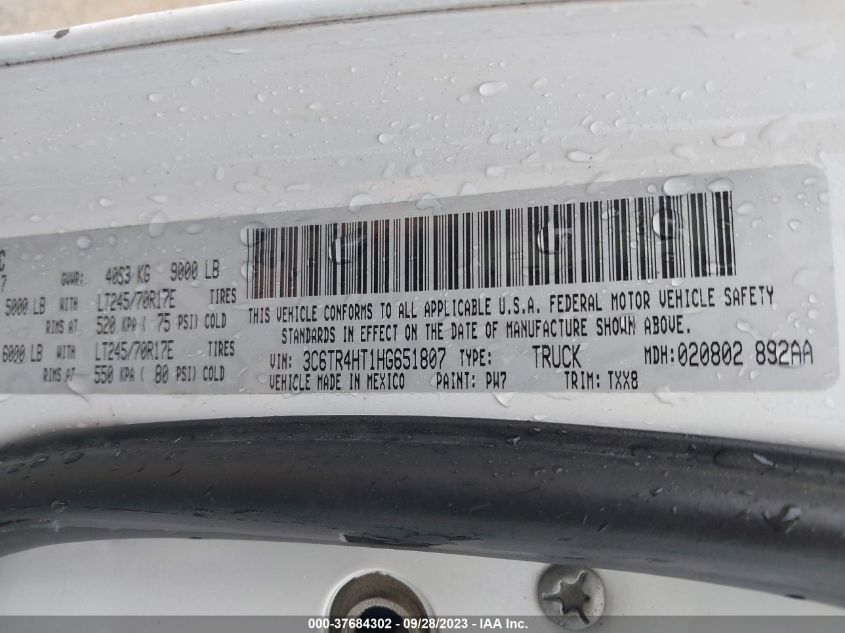 C
7 GVWR: 4083 KG 9000 LB
5000 LB WITH LT245/70R17E TIRES
RIMS AT 520 KPA ( 75 PSI) COLD
6000 LB WITH LT245/70R17E TIRES
RIMS AT 550 KPA ( 80 PSI) COLD
THIS VEHICLE CONFORMS TO ALL APPLICABLE U.S.A. FEDERAL MOTOR VEHICLE SAFETY
STANDARDS IN EFFECT ON THE DATE OF MANUFACTURE SHOWN ABOVE.
VIN: 3C6TR4HT1HG651807 TYPE: TRUCK MDH: 020802 892AA
VEHICLE MADE IN MEXICO PAINT: PW7 TRIM: TXX8
000-37684302 - 09/28/2023 - IAA Inc.